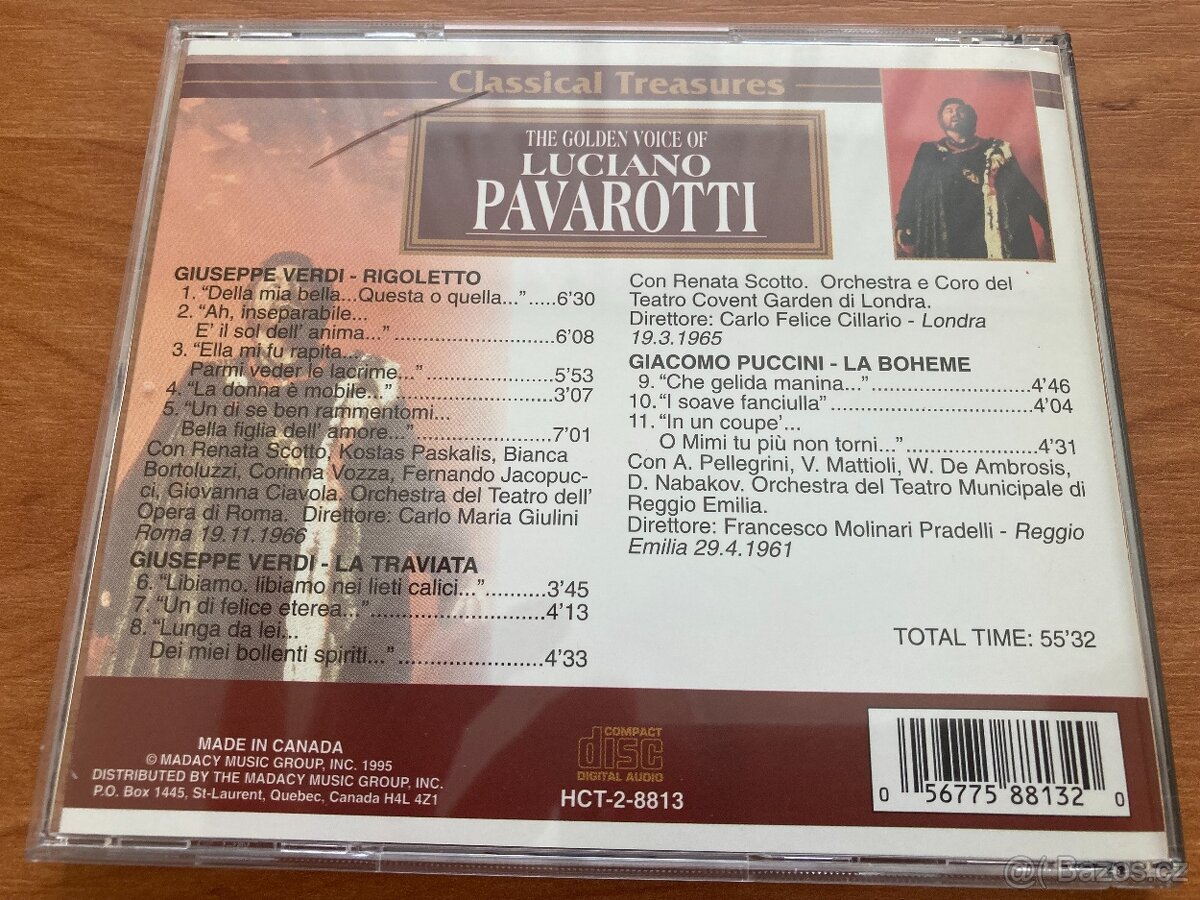 Classical Treasures
THE GOLDEN VOICE OF
LUCIANO
PAVAROTTI
GIUSEPPE VERDI - RIGOLETTO
1. “Della mia bella...Questa o quella...”.....6’30
2. “Ah, inseparabile...
E’ il sol dell’ anima...”............................6’08
3. “Ella mi fu rapita...
Parmi veder le lacrime...”......................5’53
4. “La donna è mobile...”............................3’07
5. “Un di se ben rammentomi...
Bella figlia dell’ amore...”........................7’01
Con Renata Scotto, Kostas Paskalis, Bianca
Bortoluzzi, Corinna Vozza, Fernando Jacopuc-
ci, Giovanna Ciavola. Orchestra del Teatro dell’
Opera di Roma. Direttore: Carlo Maria Giulini
Roma 19.11.1966
GIUSEPPE VERDI - LA TRAVIATA
6. “Libiamo, libiamo nei lieti calici...”..........3’45
7. “Un di felice eterea...”..............................4’13
8. “Lunga da lei...
Dei miei bollenti spiriti...”........................4’33
Con Renata Scotto. Orchestra e Coro del
Teatro Covent Garden di Londra.
Direttore: Carlo Felice Cillario - Londra
19.3.1965
GIACOMO PUCCINI - LA BOHEME
9. “Che gelida manina...”...........................4’46
10. “I soave fanciulla”..................................4’04
11. “In un coupe’...
O Mimi tu più non torni...”.......................4’31
Con A. Pellegrini, V. Mattioli, W. De Ambrosis,
D. Nabakov. Orchestra del Teatro Municipale di
Reggio Emilia.
Direttore: Francesco Molinari Pradelli - Reggio
Emilia 29.4.1961
TOTAL TIME: 55’32
MADE IN CANADA
© MADACY MUSIC GROUP, INC. 1995
DISTRIBUTED BY THE MADACY MUSIC GROUP, INC.
P.O. Box 1445, St-Laurent, Quebec, Canada H4L 4Z1
COMPACT
disc
DIGITAL AUDIO
HCT-2-8813
0 56775 88132 0
Bazos.cz